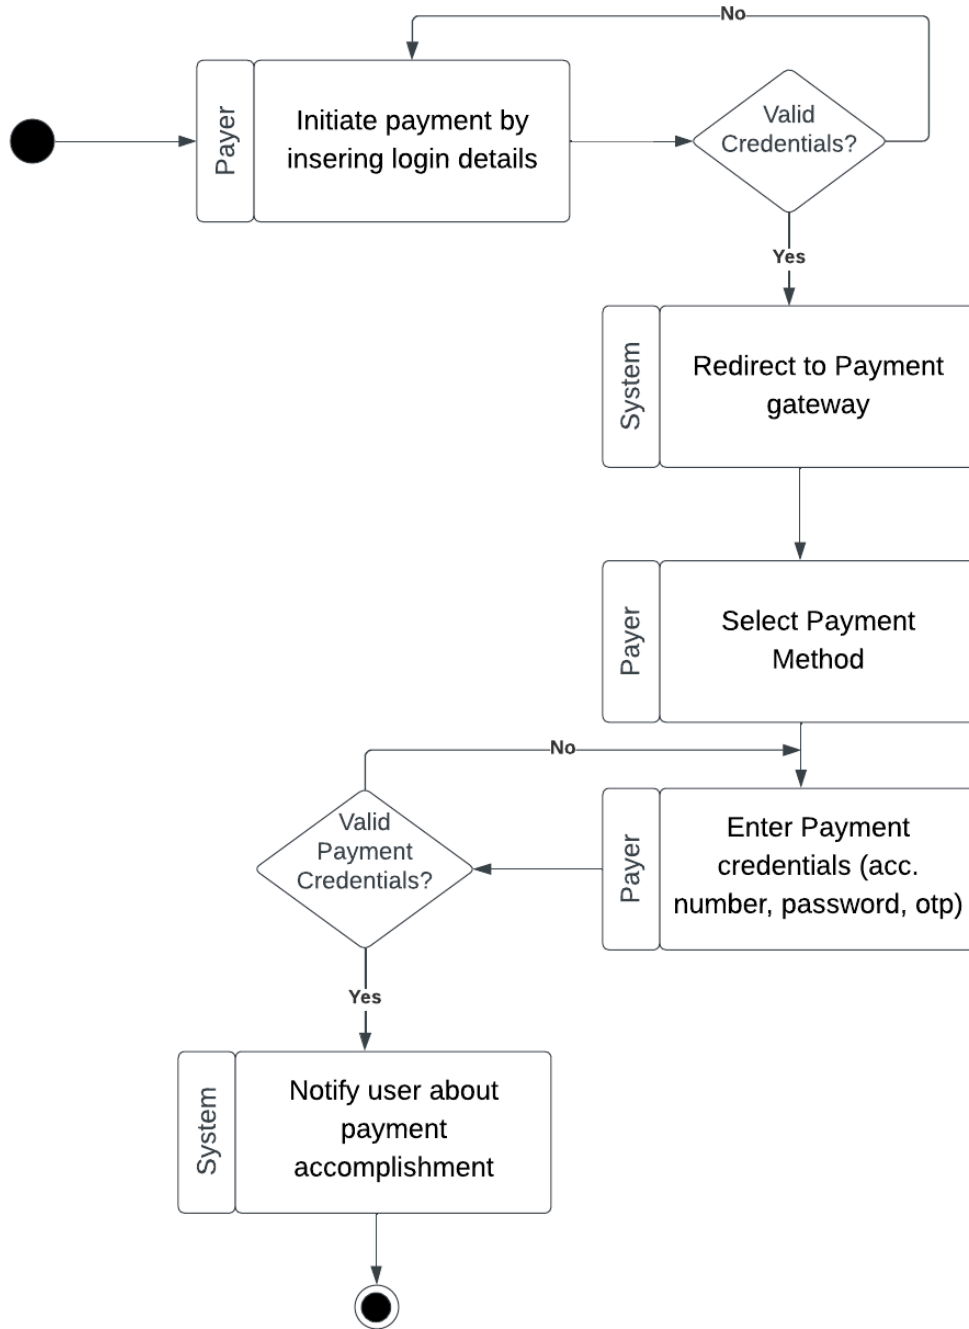 No
Payer
Initiate payment by
insering login details
Valid
Credentials?
Yes
System
Redirect to Payment
gateway
Payer
Select Payment
Method
No
Valid
Payment
Credentials?
Payer
Enter Payment
credentials (acc.
number, password, otp)
Yes
System
Notify user about
payment
accomplishment